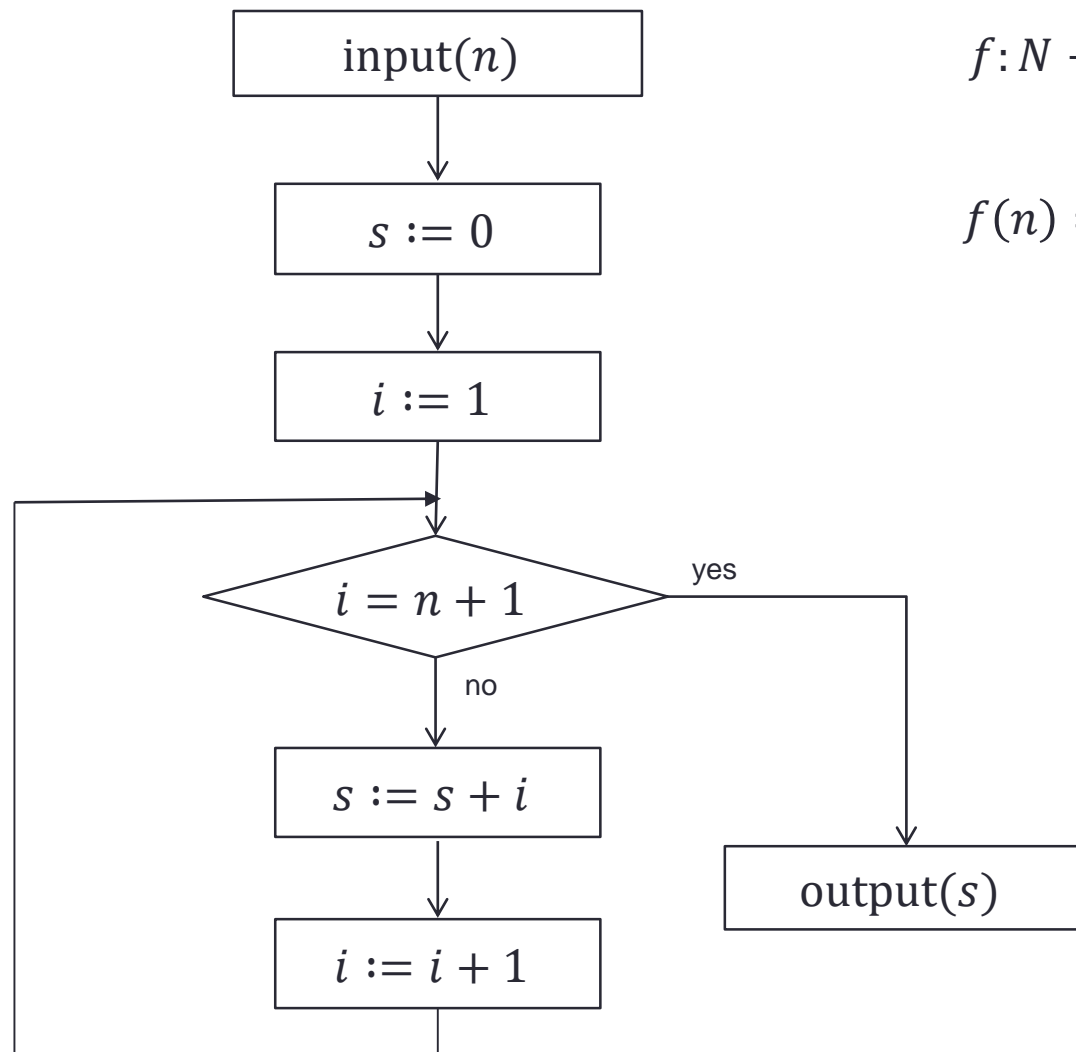 input(n)
s := 0
i := 1
i = n + 1
yes
no
s := s + i
i := i + 1
output(s)
f: N
f(n)